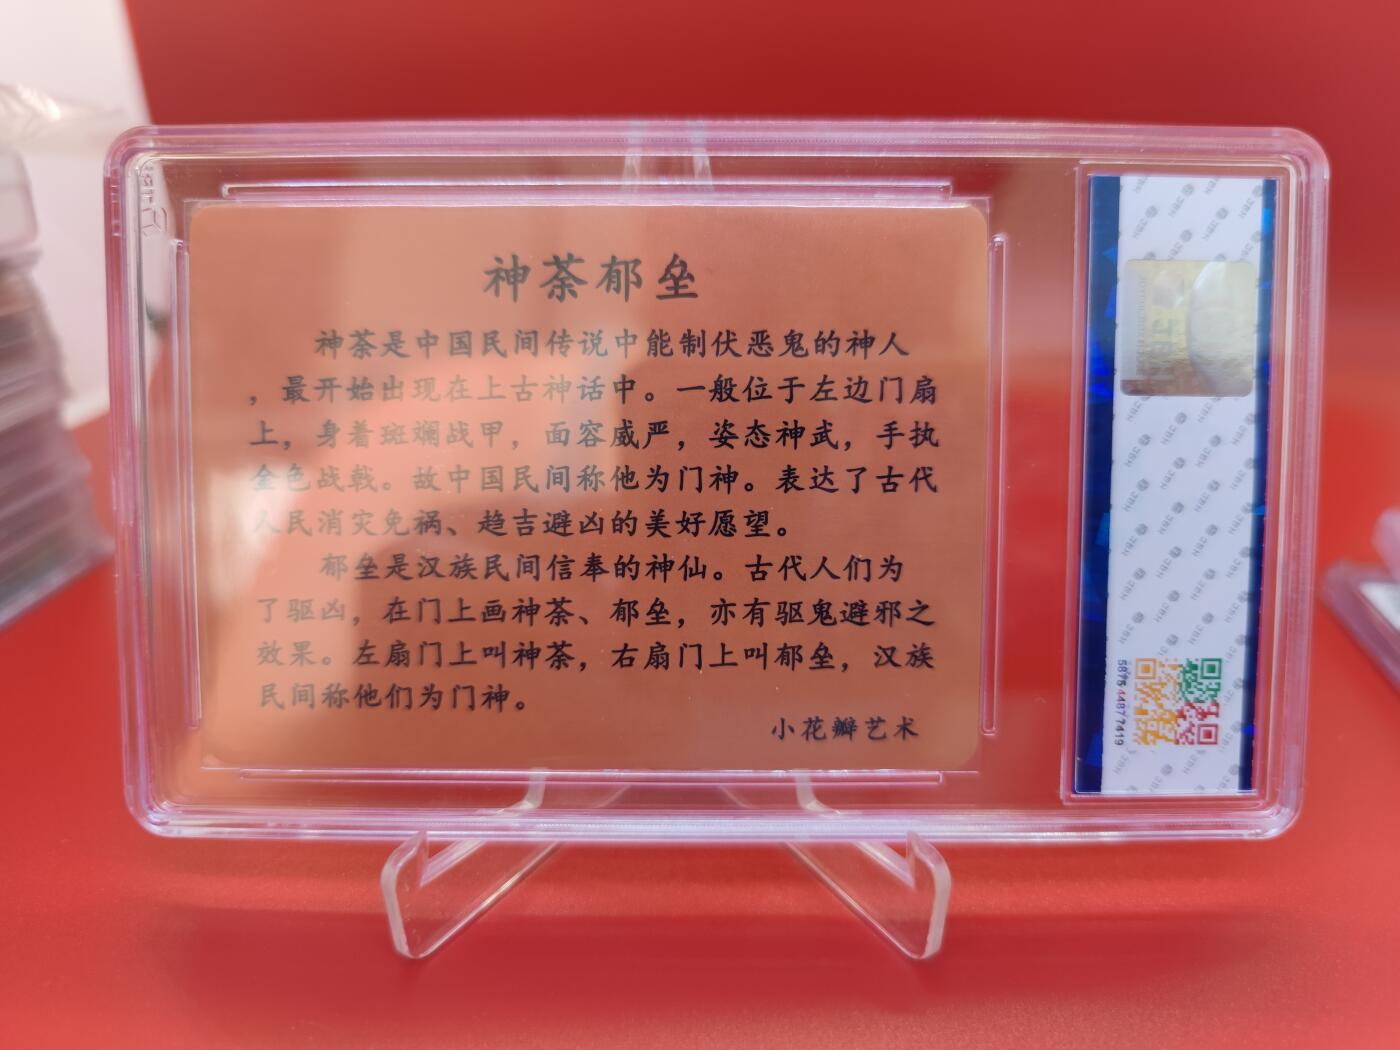 神荼郁垒
神荼是中国民间传说中能制伏恶鬼的神人
，最开始出现在上古神话中。一般位于左边门扇
上，身着斑斓战甲，面容威严，姿态神武，手执
金色战戟。故中国民间称他为门神。表达了古代
人民消灾免祸、趋吉避凶的美好愿望。
郁垒是汉族民间信奉的神仙。古代人们为
了驱凶，在门上画神荼、郁垒，亦有驱鬼避邪之
效果。左扇门上叫神荼，右扇门上叫郁垒，汉族
民间称他们为门神。
小花瓣艺术